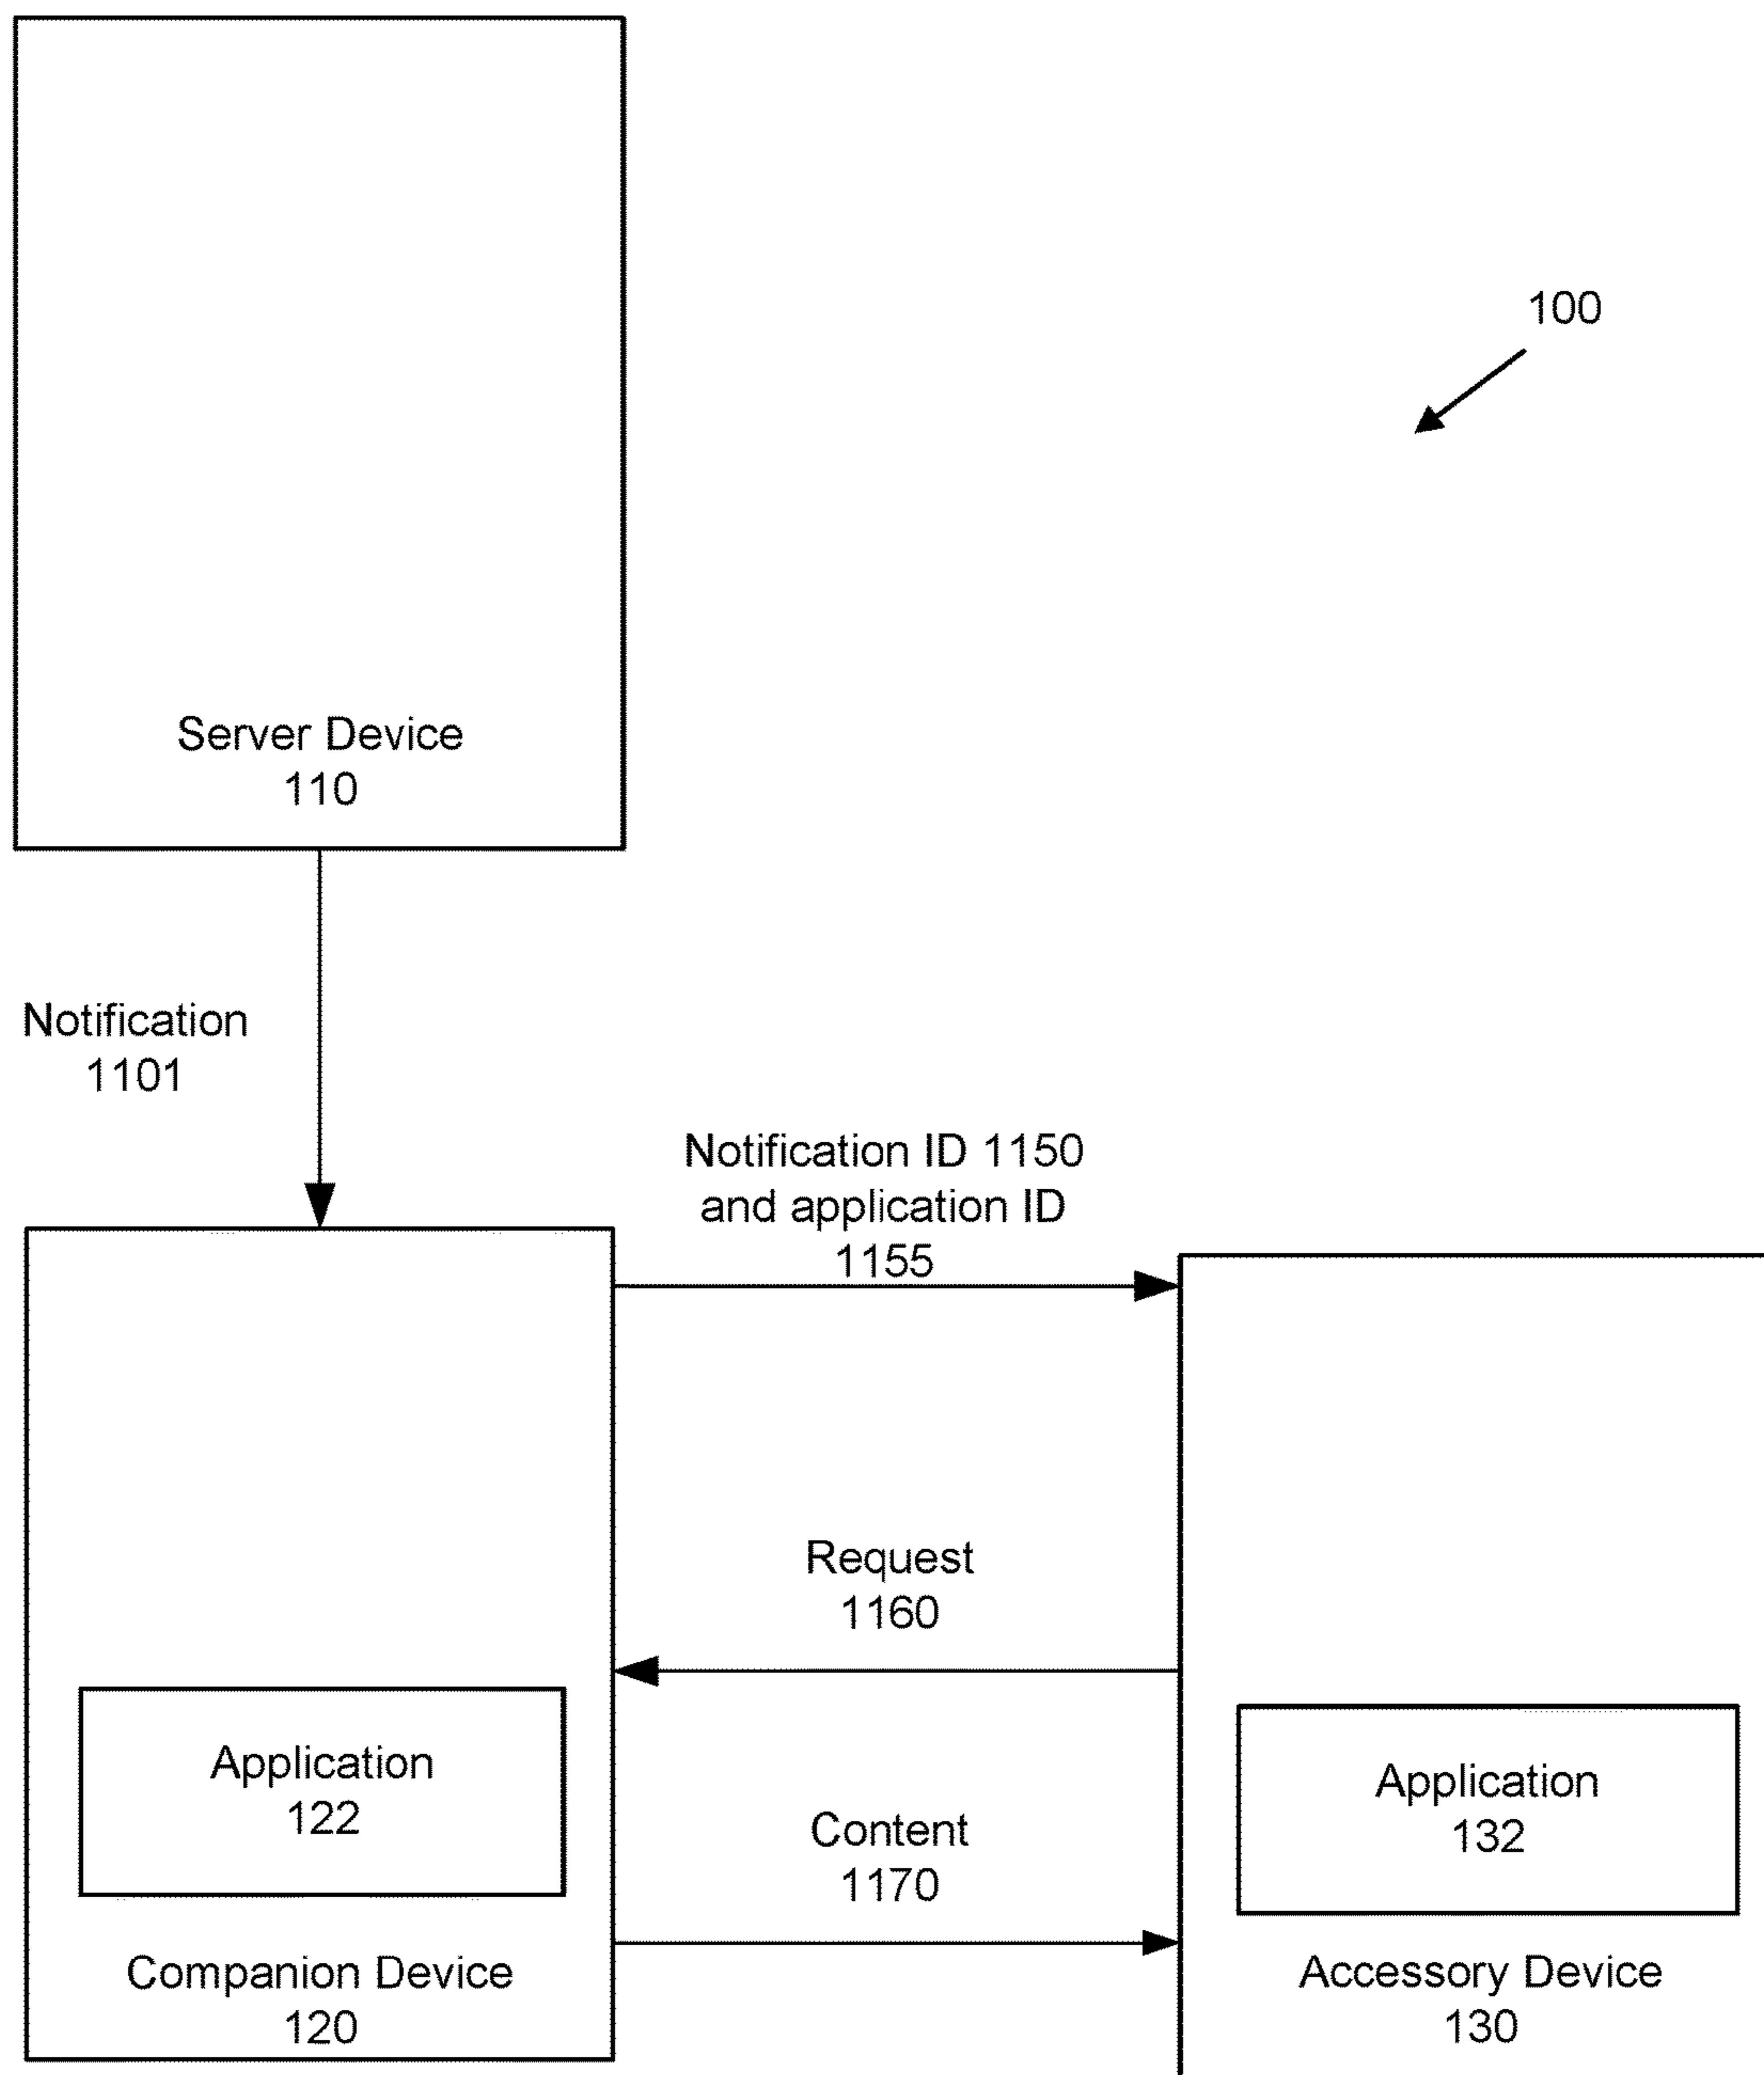 100
Server Device
110
Notification
1101
Notification ID 1150
and application ID
1155
Request
1160
Application
122
Content
1170
Application
132
Companion Device
120
Accessory Device
130